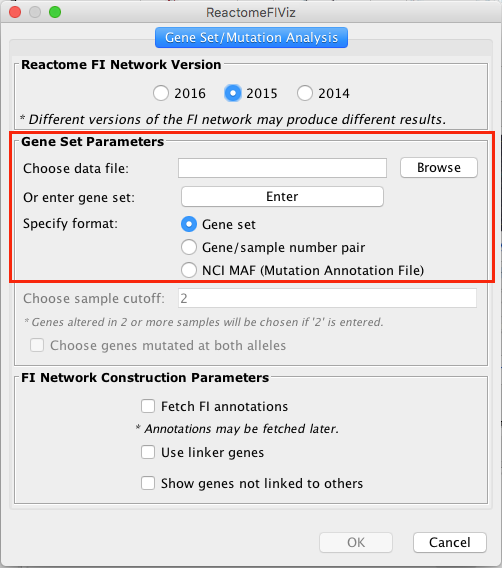 ReactomeFIViz
Gene Set/Mutation Analysis
Reactome FI Network Version
2016 2015 2014
* Different versions of the FI network may produce different results.
Gene Set Parameters
Choose data file: Browse
Or enter gene set: Enter
Specify format: Gene set
Gene/sample number pair
NCI MAF (Mutation Annotation File)
Choose sample cutoff: 2
* Genes altered in 2 or more samples will be chosen if '2' is entered.
Choose genes mutated at both alleles
FI Network Construction Parameters
Fetch FI annotations
* Annotations may be fetched later.
Use linker genes
Show genes not linked to others
OK Cancel